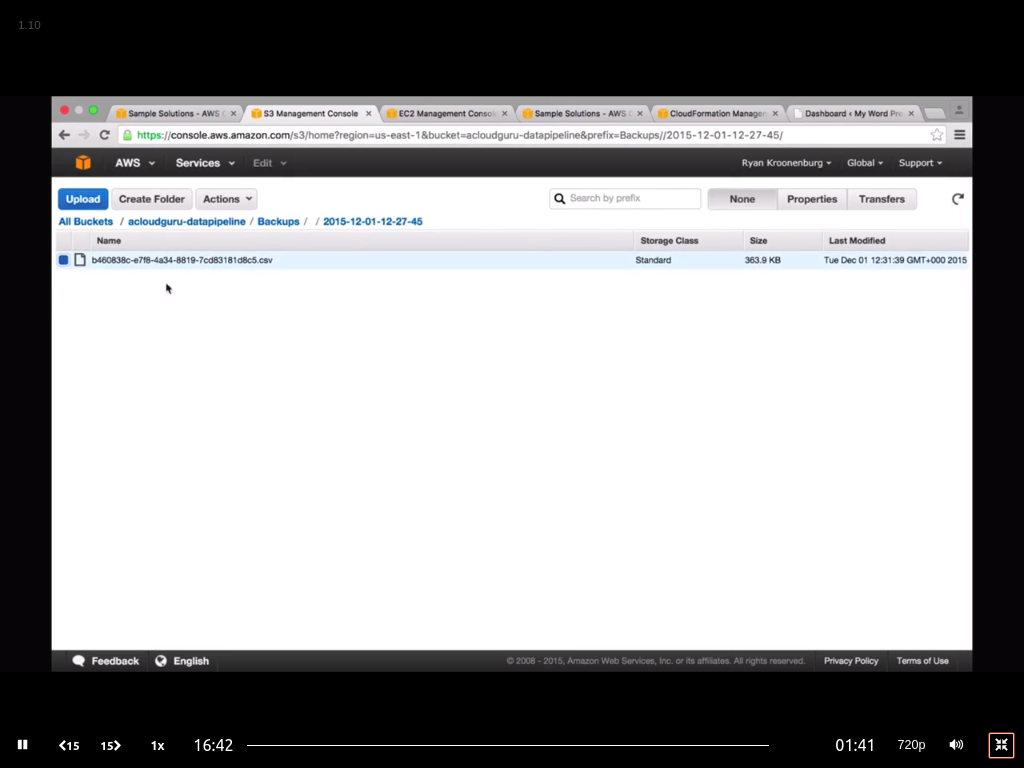 1.10
Sample Solutions - AWS
S3 Management Console
EC2 Management Conso
Sample Solutions - AWS
CloudFormation Manage
Dashboard ‹ My Word Pr
https://console.aws.amazon.com/s3/home?region=us-east-1&bucket=acloudguru-datapipeline&prefix=Backups//2015-12-01-12-27-45/
AWS Services Edit Ryan Kroonenburg Global Support
Upload Create Folder Actions Search by prefix None Properties Transfers
All Buckets / acloudguru-datapipeline / Backups / / 2015-12-01-12-27-45
Name Storage Class Size Last Modified
b460838c-e7f8-4a34-8819-7cd83181d8c5.csv Standard 363.9 KB Tue Dec 01 12:31:39 GMT+000 2015
Feedback English © 2008 - 2015, Amazon Web Services, Inc. or its affiliates. All rights reserved. Privacy Policy Terms of Use
15 15 1x 16:42 01:41 720p